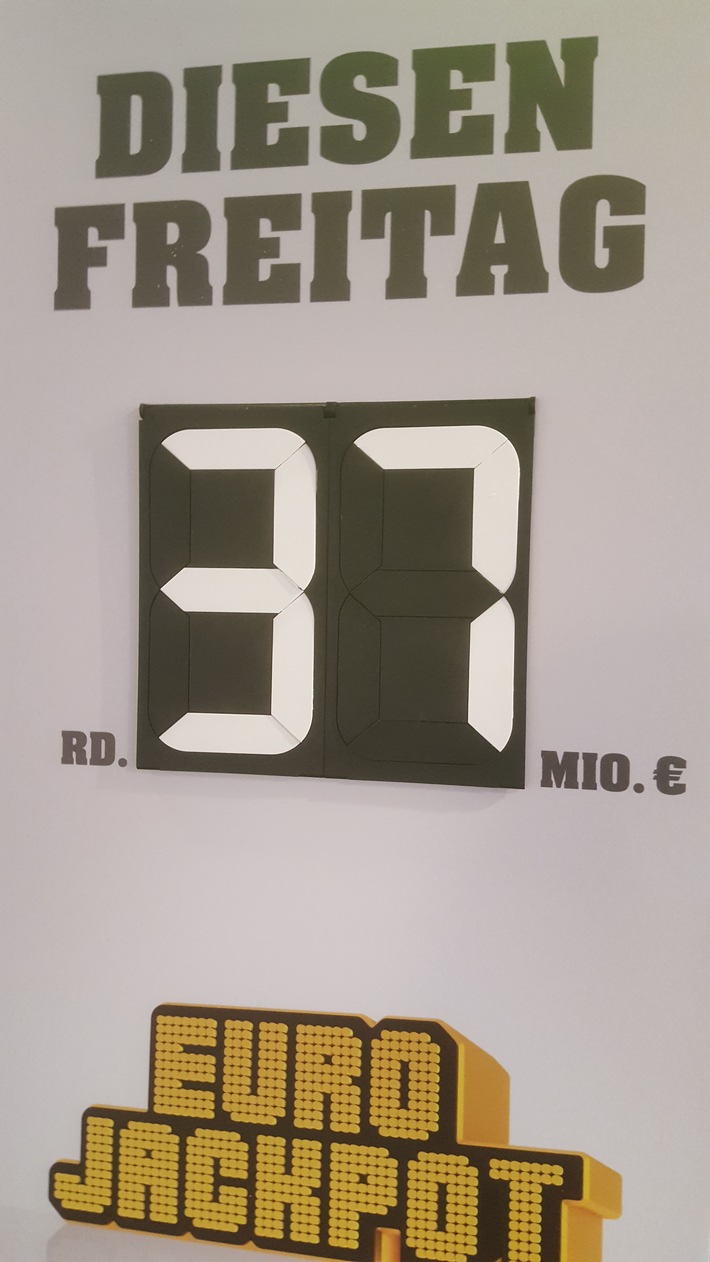 DIESEN
FREITAG
RD. 37 MIO. €
EURO
JACKPOT